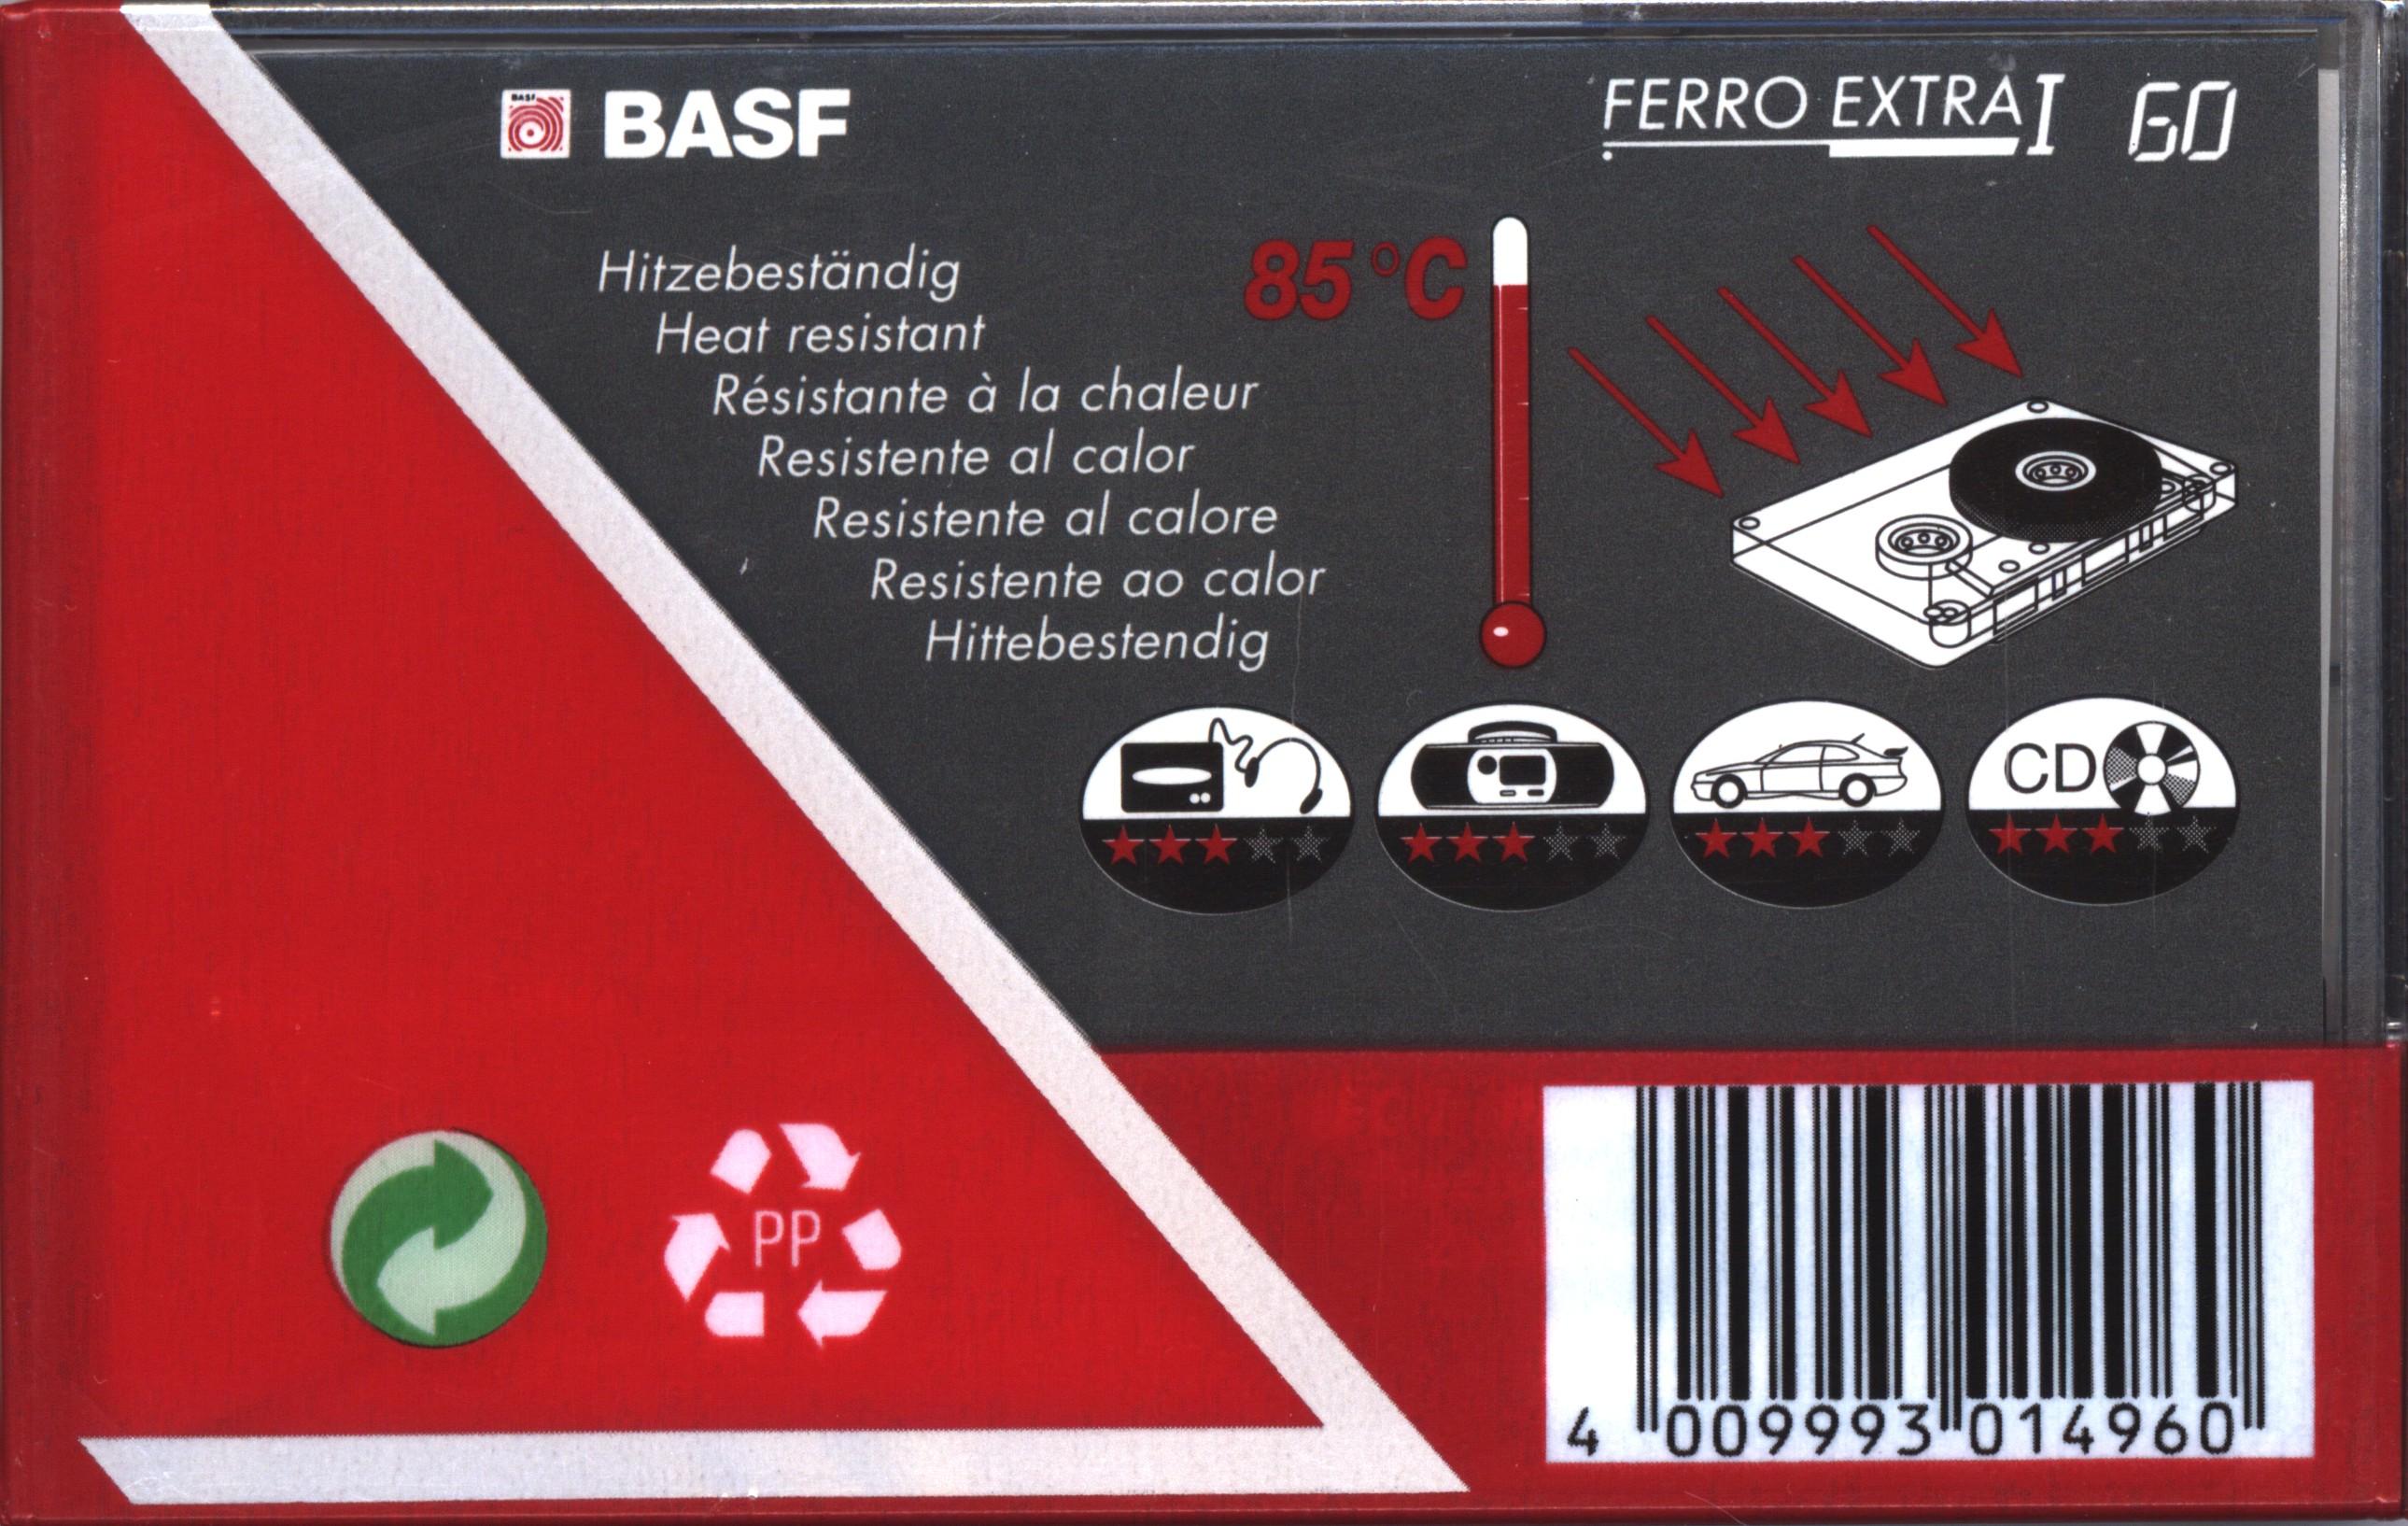 BASF BASF
FERRO EXTRA I 60
Hitzebeständig
85 °C
Heat resistant
Résistante à la chaleur
Resistente al calor
Resistente al calore
Resistente ao calor
Hittebestendig
CD
PP
4 009993 014960